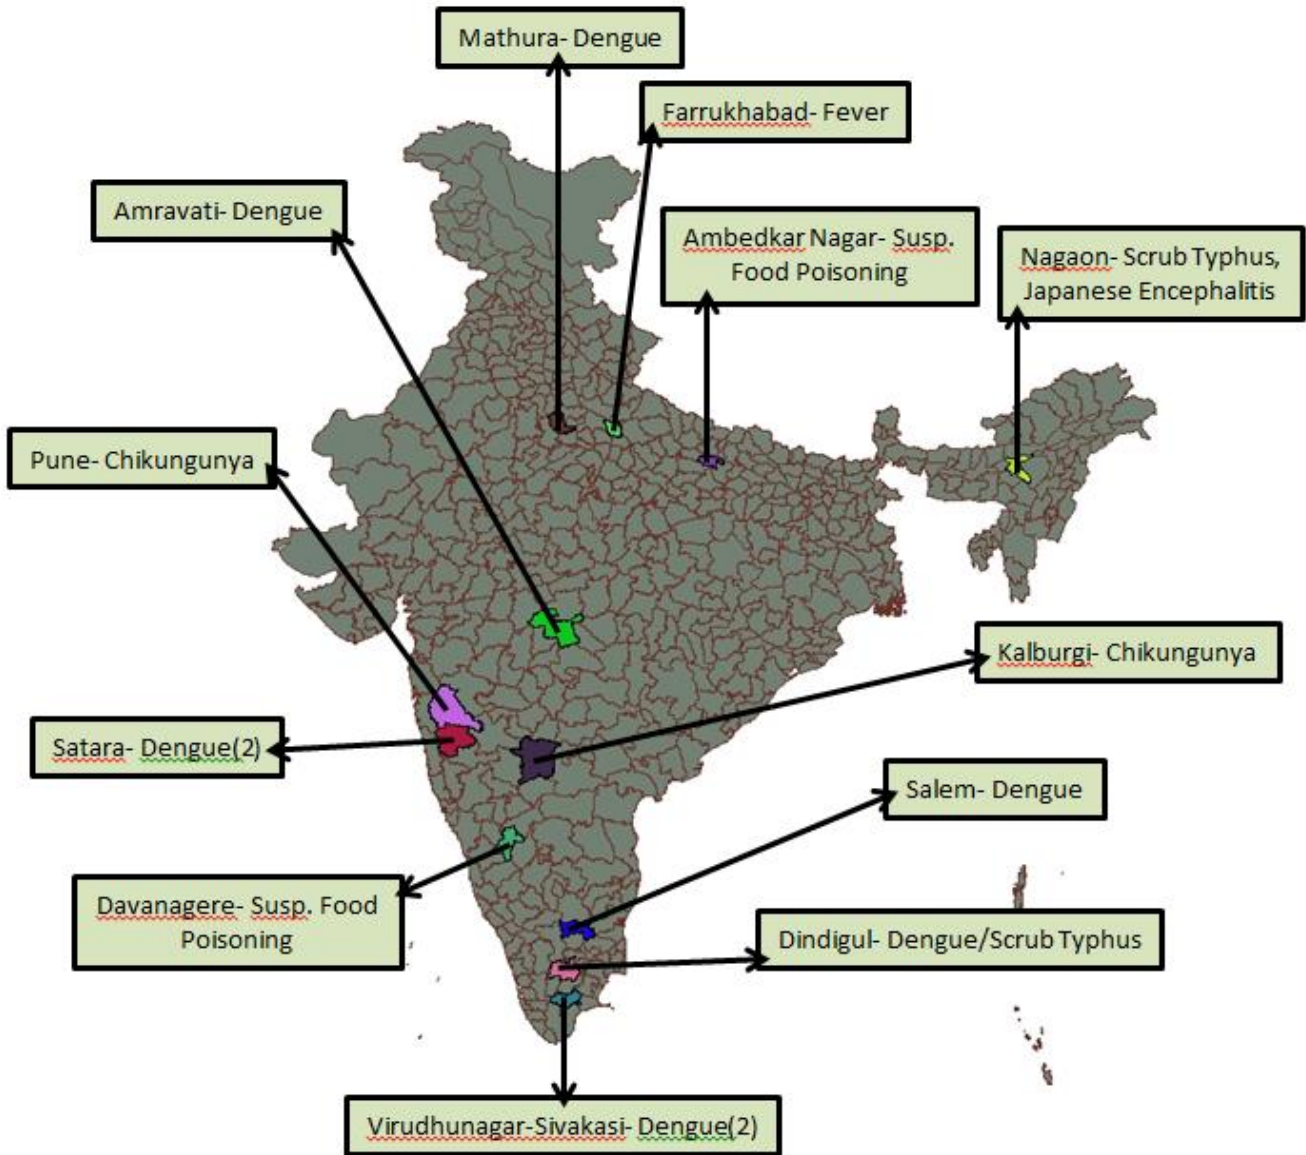 Mathura- Dengue
Farrukhabad- Fever
Amravati- Dengue
Ambedkar Nagar- Susp.
Food Poisoning
Nagaon- Scrub Typhus,
Japanese Encephalitis
Pune- Chikungunya
Kalburgi- Chikungunya
Satara- Dengue(2)
Salem- Dengue
Davanagere- Susp. Food
Poisoning
Dindigul- Dengue/Scrub Typhus
Virudhunagar-Sivakasi- Dengue(2)